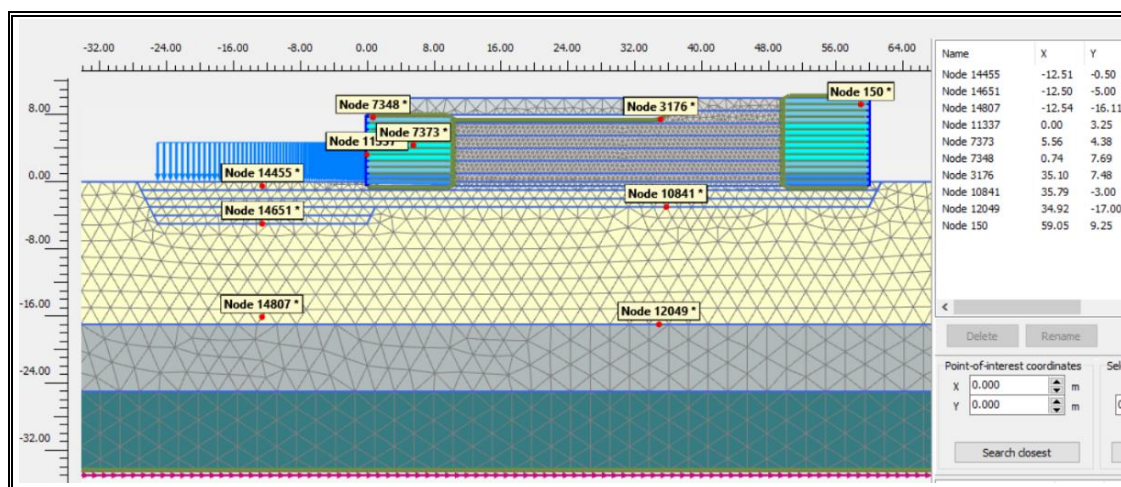 -32.00 -24.00 -16.00 -8.00 0.00 8.00 16.00 24.00 32.00 40.00 48.00 56.00 64.00
8.00
0.00
-8.00
-16.00
-24.00
-32.00
Node 150 *
Node 7348 *
Node 3176 *
Node 7373 *
Node 14455 *
Node 10841 *
Node 14651 *
Node 14807 *
Node 12049 *
Name X Y
Node 14455 -12.51 -0.50
Node 14651 -12.50 -5.00
Node 14807 -12.54 -16.11
Node 11337 0.00 3.25
Node 7373 5.56 4.38
Node 7348 0.74 7.69
Node 3176 35.10 7.48
Node 10841 35.79 -3.00
Node 12049 34.92 -17.00
Node 150 59.05 9.25
Delete Rename
Point-of-interest coordinates
X 0.000 m
Y 0.000 m
Search closest